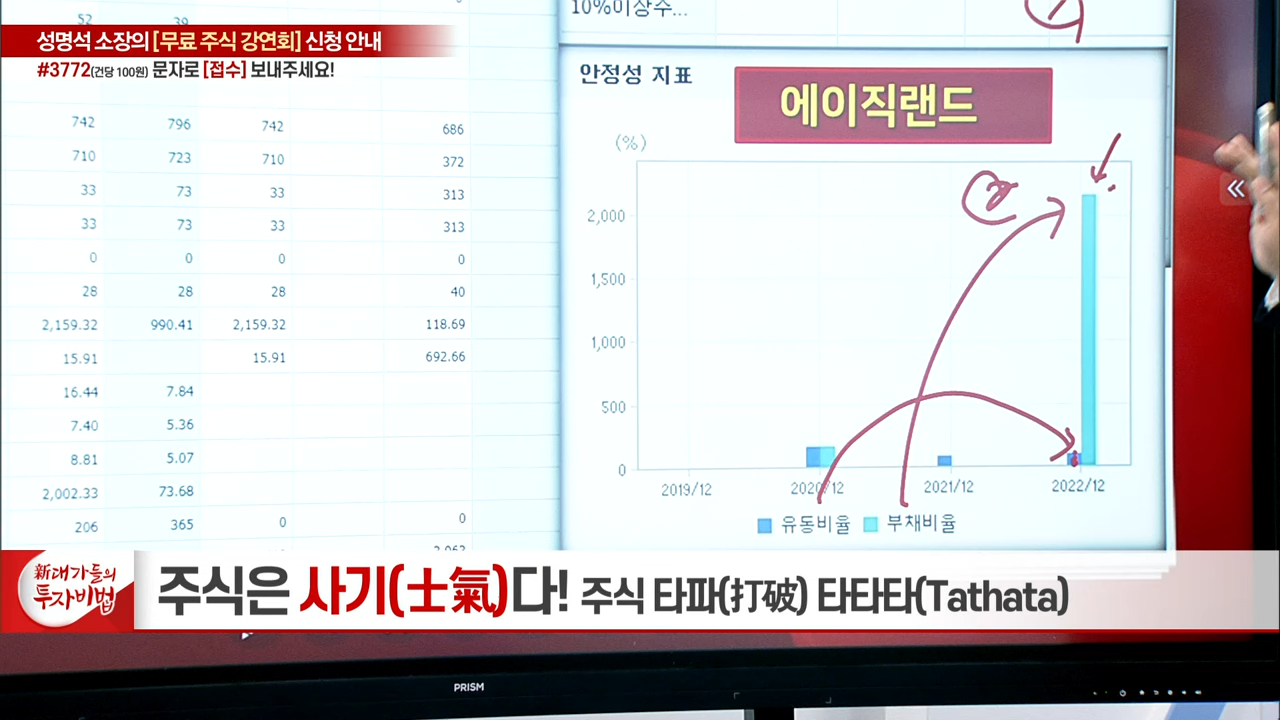 성명석 소장의 [무료 주식 강연회] 신청 안내
#3772(건당 100원) 문자로 [접수] 보내주세요!
52 39
10%이상수...
안정성 지표
에이직랜드
(%)
742 796 742 686
710 723 710 372
33 73 33 313
33 73 33 313
0 0 0 0
28 28 28 40
2,159.32 990.41 2,159.32 118.69
15.91 15.91 692.66
16.44 7.84
7.40 5.36
8.81 5.07
2,002.33 73.68
206 365 0 0
2,000
1,500
1,000
500
0
2019/12 2020/12 2021/12 2022/12
유동비율 부채비율
新대가들의
투자비법
주식은 사기(士氣)다! 주식 타파(打破) 타타타(Tathata)
PRISM